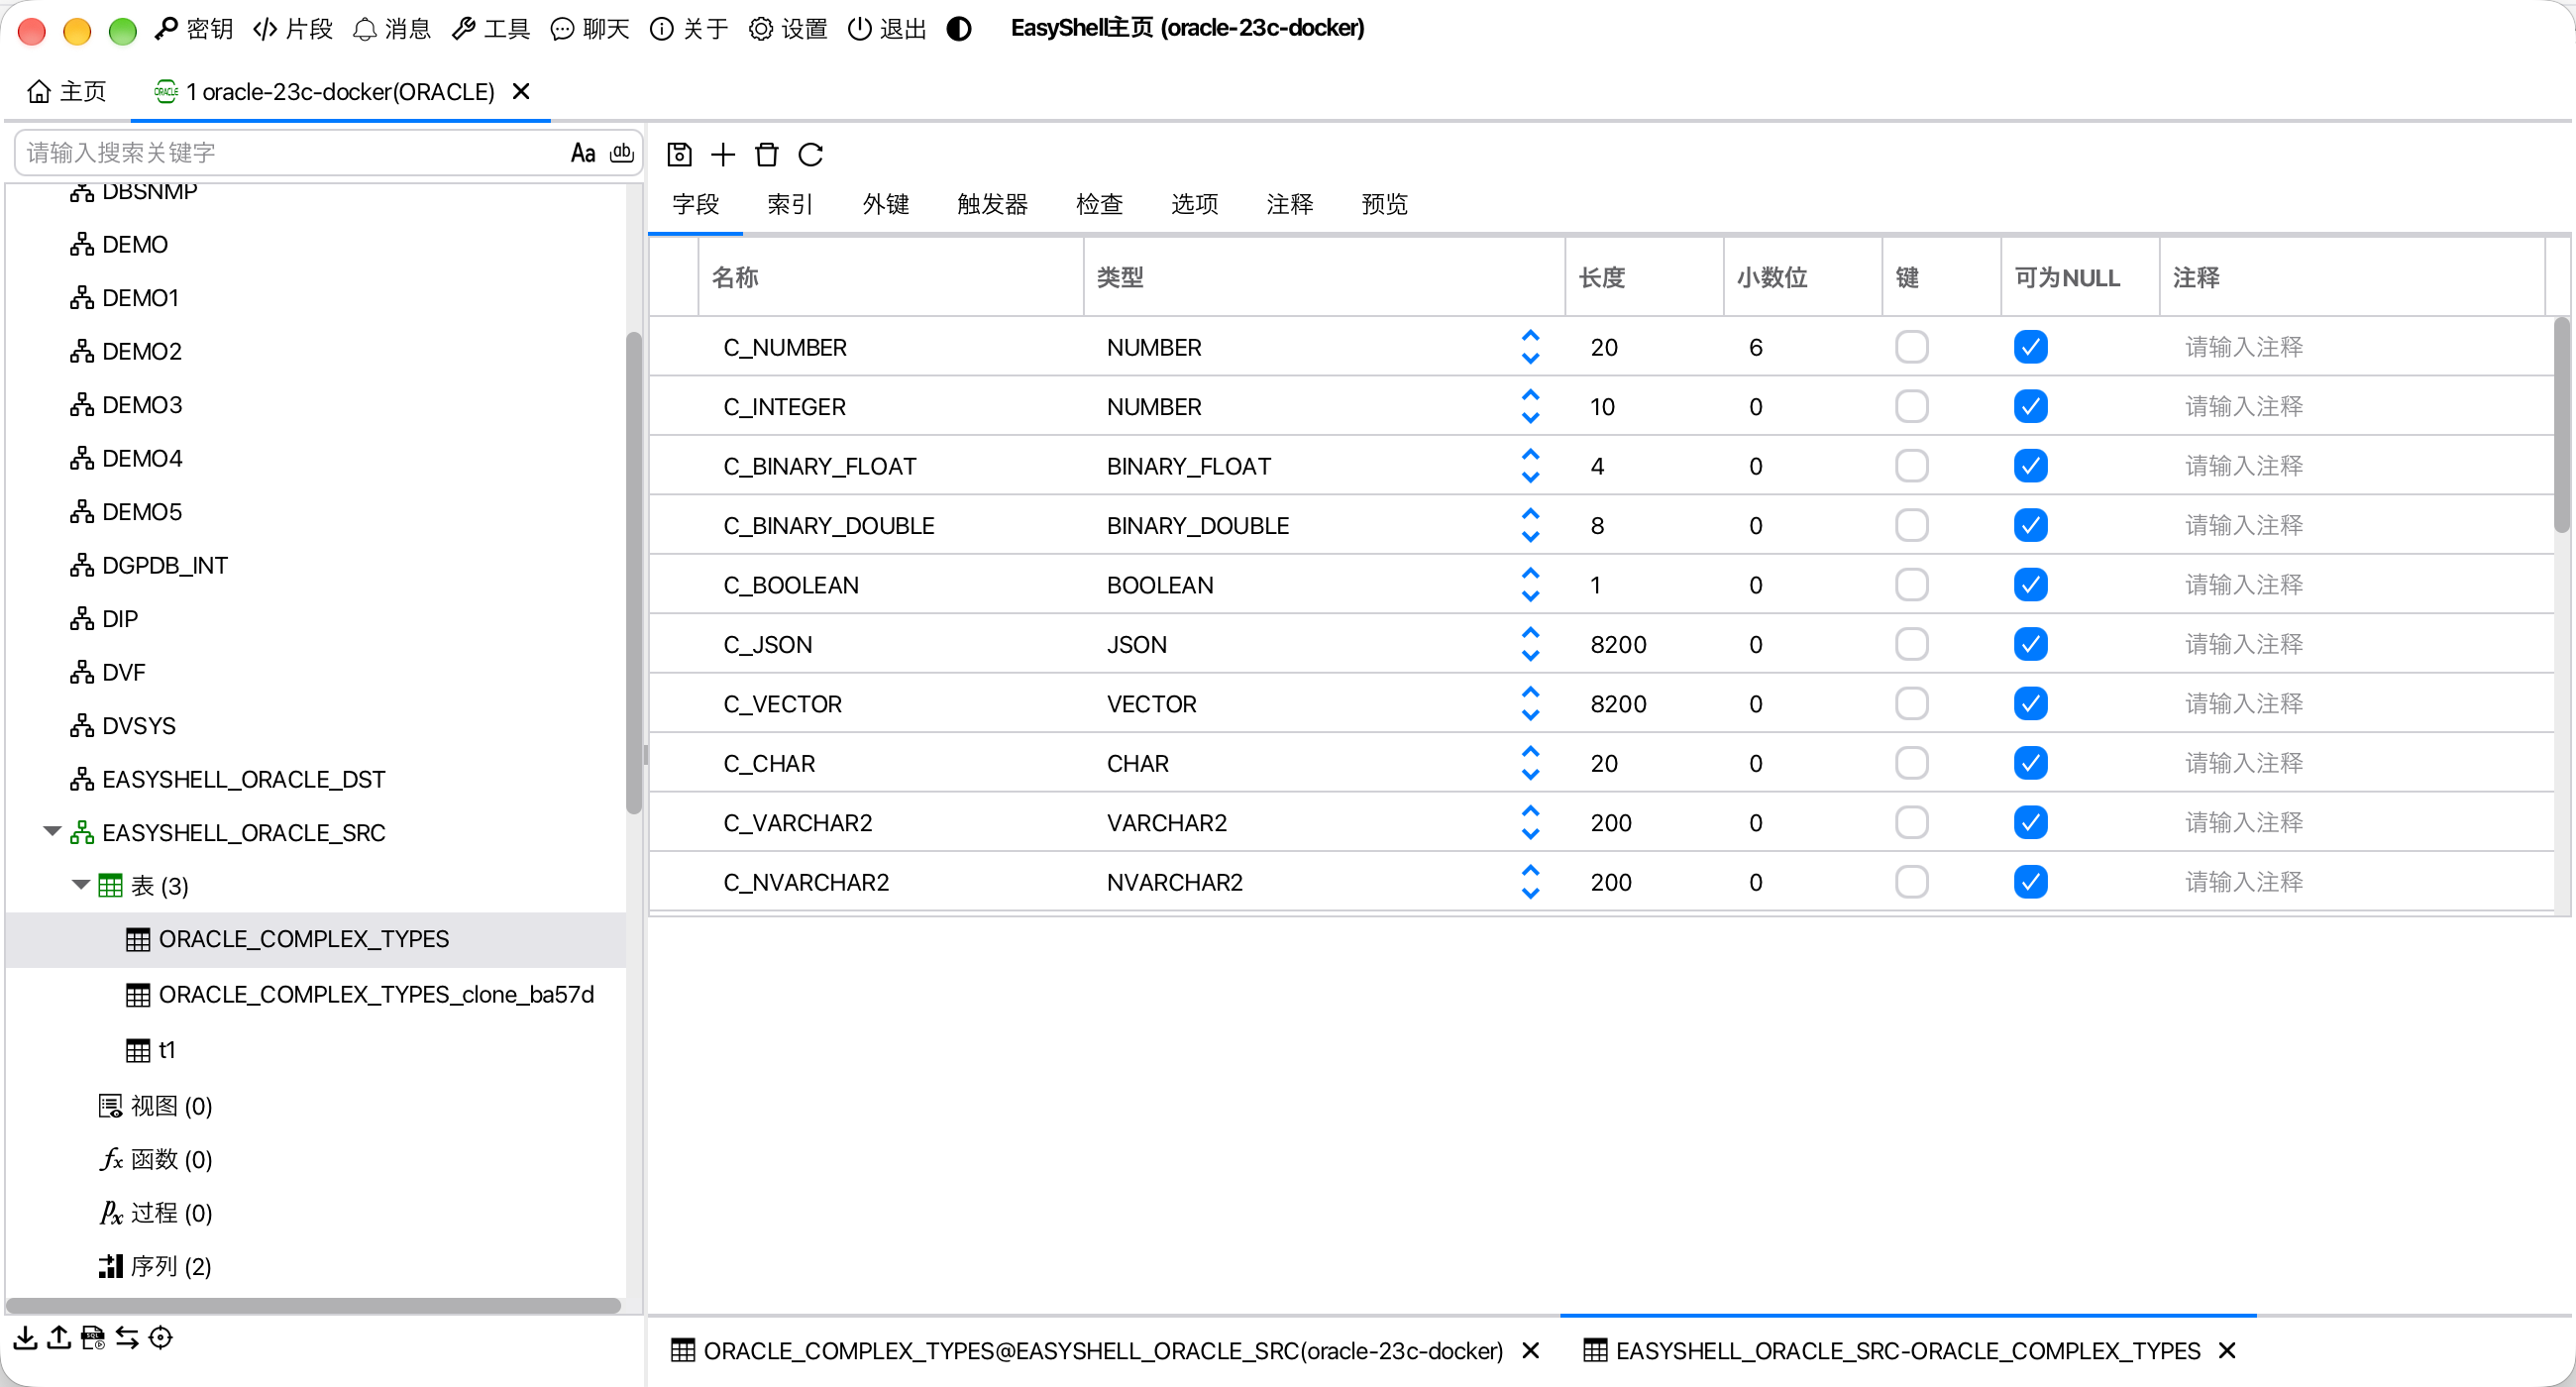 密钥 片段 消息 工具 聊天 关于 设置 退出 EasyShell主页 (oracle-23c-docker)
主页 1 oracle-23c-docker(ORACLE)
请输入搜索关键字 Aa ab
DBSNMP
DEMO
DEMO1
DEMO2
DEMO3
DEMO4
DEMO5
DGPDB_INT
DIP
DVF
DVSYS
EASYSHELL_ORACLE_DST
EASYSHELL_ORACLE_SRC
表 (3)
ORACLE_COMPLEX_TYPES
ORACLE_COMPLEX_TYPES_clone_ba57d
t1
视图 (0)
函数 (0)
过程 (0)
序列 (2)
字段 索引 外键 触发器 检查 选项 注释 预览
名称 类型 长度 小数位 键 可为NULL 注释
C_NUMBER NUMBER 20 6 请输入注释
C_INTEGER NUMBER 10 0 请输入注释
C_BINARY_FLOAT BINARY_FLOAT 4 0 请输入注释
C_BINARY_DOUBLE BINARY_DOUBLE 8 0 请输入注释
C_BOOLEAN BOOLEAN 1 0 请输入注释
C_JSON JSON 8200 0 请输入注释
C_VECTOR VECTOR 8200 0 请输入注释
C_CHAR CHAR 20 0 请输入注释
C_VARCHAR2 VARCHAR2 200 0 请输入注释
C_NVARCHAR2 NVARCHAR2 200 0 请输入注释
ORACLE_COMPLEX_TYPES@EASYSHELL_ORACLE_SRC(oracle-23c-docker) EASYSHELL_ORACLE_SRC-ORACLE_COMPLEX_TYPES